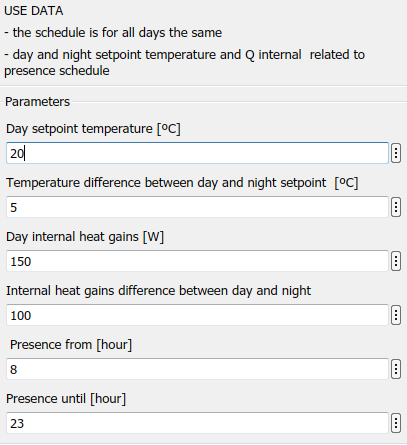 USE DATA
- the schedule is for all days the same
- day and night setpoint temperature and Q internal related to
presence schedule
Parameters
Day setpoint temperature [ºC]
20
Temperature difference between day and night setpoint [ºC]
5
Day internal heat gains [W]
150
Internal heat gains difference between day and night
100
Presence from [hour]
8
Presence until [hour]
23